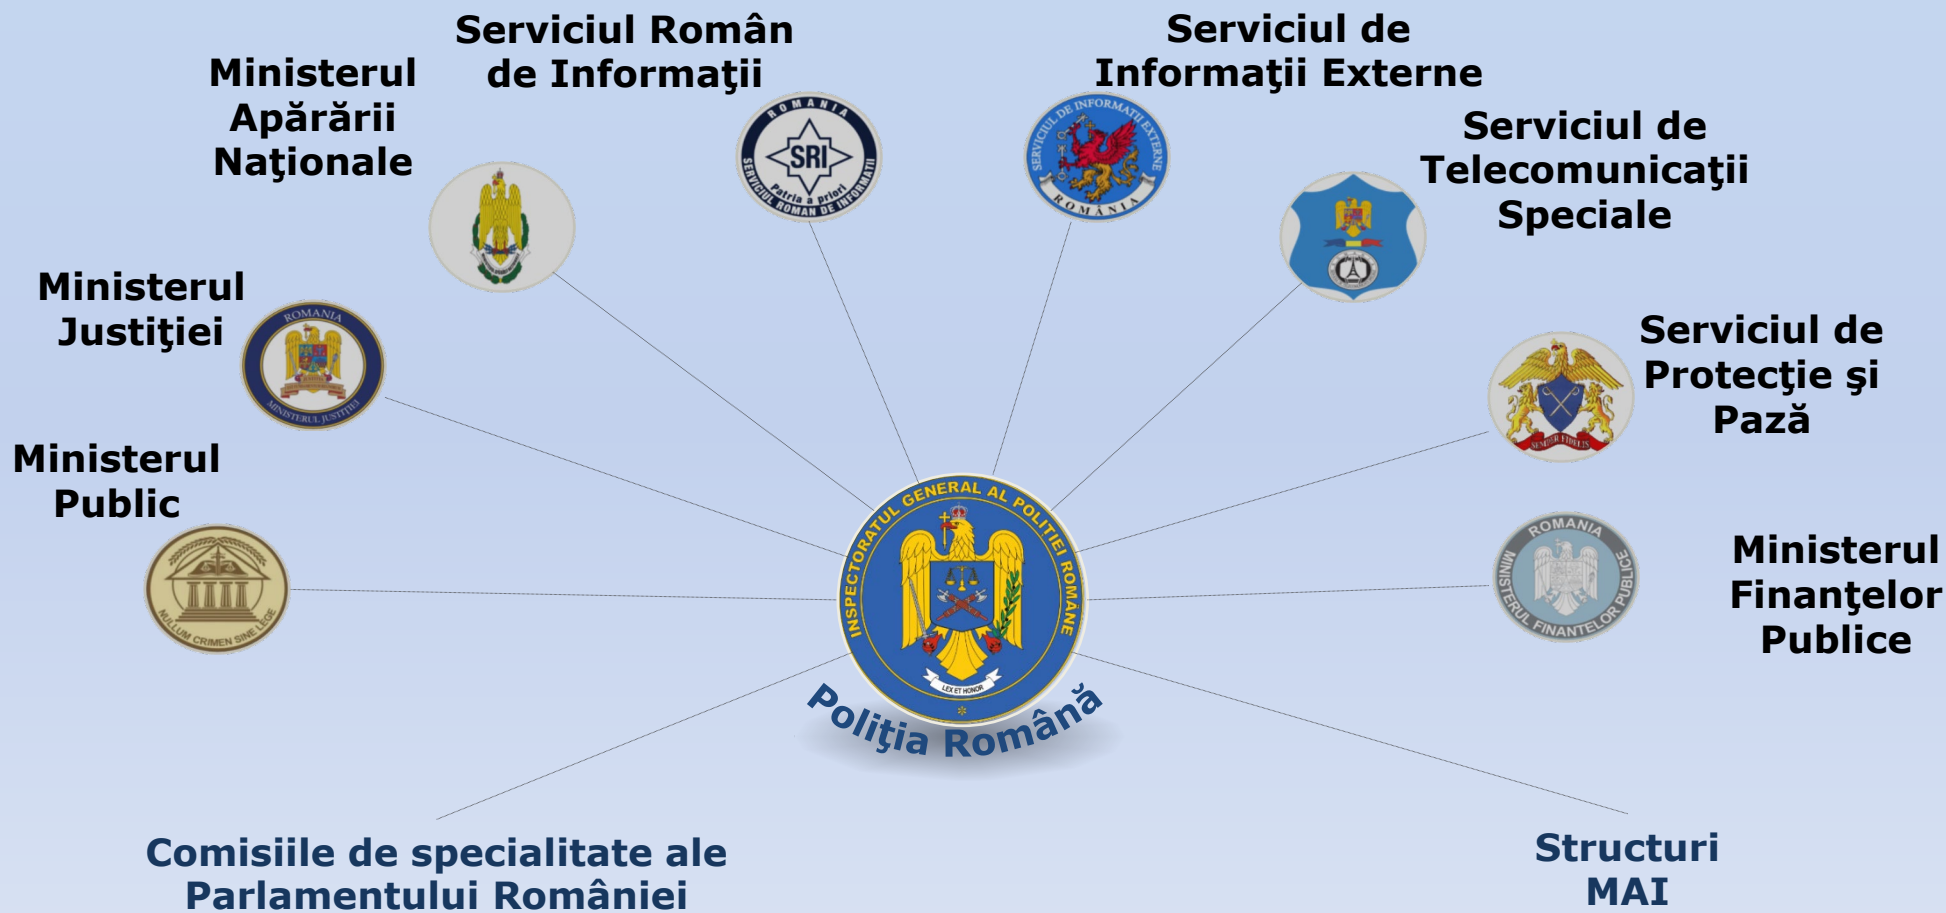 Serviciul Român
de Informaţii
Serviciul de
Informaţii Externe
Ministerul
Apărării
Naţionale
Serviciul de
Telecomunicaţii
Speciale
ROMANIA
SRI
Patria a priori
SERVICIUL ROMAN DE INFORMATII
SERVICIUL DE INFORMATII EXTERNE
ROMÂNIA
Ministerul
Justiţiei
ROMANIA
MINISTERUL JUSTIŢIEI
Serviciul de
Protecţie şi
Pază
SEMPER FIDELIS
Ministerul
Public
NULLUM CRIMEN SINE LEGE
INSPECTORATUL GENERAL AL POLITIEI ROMÂNE
LEX ET HONOR
Poliţia Română
ROMANIA
MINISTERUL FINANTELOR PUBLICE
Ministerul
Finanţelor
Publice
Comisiile de specialitate ale
Parlamentului României
Structuri
MAI